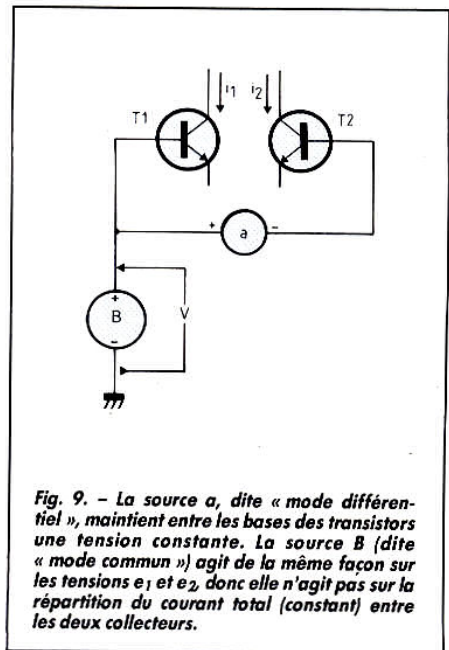 i1 i2
T1 T2
+ a -
+
B V
-
Fig. 9. – La source a, dite « mode différen-
tiel », maintient entre les bases des transistors
une tension constante. La source B (dite
« mode commun ») agit de la même façon sur
les tensions e1 et e2, donc elle n'agit pas sur la
répartition du courant total (constant) entre
les deux collecteurs.